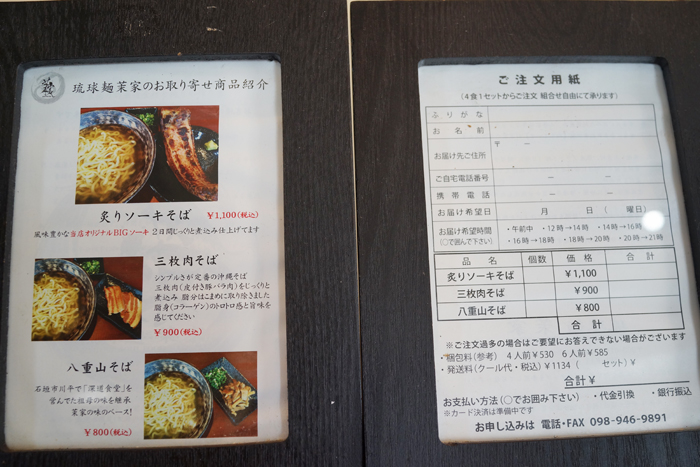 琉球麺菜家のお取り寄せ商品紹介
炙りソーキそば ￥1,100(税込)
風味豊かな当店オリジナルBIGソーキ 2日間じっくりと煮込み仕上げてます
三枚肉そば
シンプルさが定番の沖縄そば
三枚肉(皮付き豚バラ肉)をじっくりと
煮込み 脂分はこまめに取り除きました
脂身(コラーゲン)のトロトロ感と旨味を
感じてください
￥900(税込)
八重山そば
石垣市川平で「深道食堂」を
営んでた祖母の味を継承
菜家の味のベース!
￥800(税込)
ご注文用紙
(4食1セットからご注文 組合せ自由にて承ります)
ふりがな
お名前
お届け先ご住所 〒 －
ご自宅電話番号 － －
携帯電話 － －
お届け希望日 月 日 ( 曜日)
お届け希望時間 ・午前中 ・12時→14時 ・14時→16時
(○で囲んで下さい) ・16時→18時 ・18時→20時 ・20時→21時
品名 個数 価格 合計
炙りソーキそば ￥1,100
三枚肉そば ￥900
八重山そば ￥800
合計
※ご注文過多の場合はご要望にお答えできない場合がございます
・梱包料(参考) 4人前￥530 6人前￥585
・発送料(クール代・税込)￥1134 ( セット)￥
合計￥
お支払い方法(○でお囲み下さい) ・代金引換 ・銀行振込
※カード決済は準備中です
お申し込みは 電話・FAX 098-946-9891